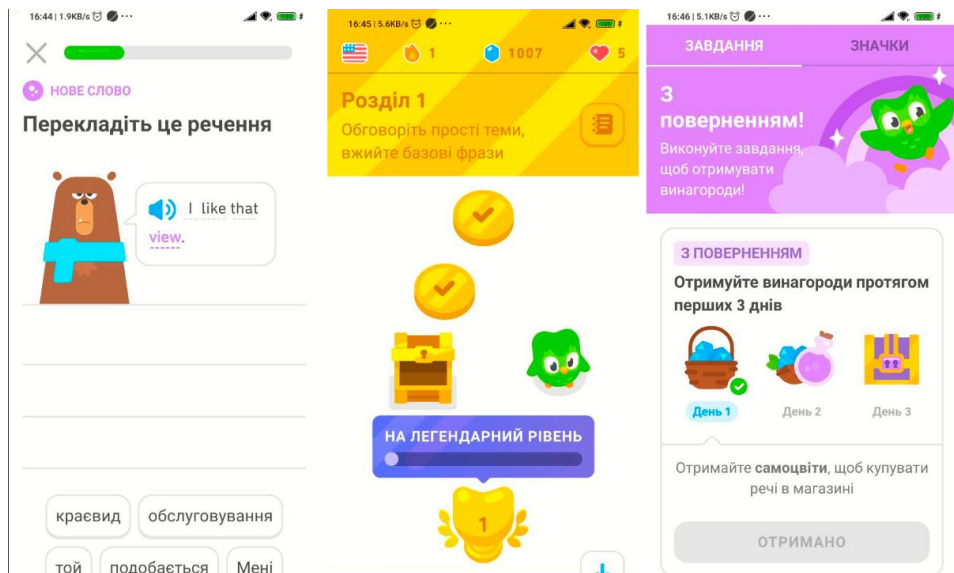 16:44 | 1.9KB/s
НОВЕ СЛОВО
Перекладіть це речення
I like that
view.
краєвид
обслуговування
той
подобається
Мені
16:45 | 5.6KB/s
100
1
1007
5
Розділ 1
Обговоріть прості теми,
вжийте базові фрази
НА ЛЕГЕНДАРНИЙ РІВЕНЬ
1
16:46 | 5.1KB/s
100
ЗАВДАННЯ
ЗНАЧКИ
З
поверненням!
Виконуйте завдання,
щоб отримувати
винагороди!
З ПОВЕРНЕННЯМ
Отримуйте винагороди протягом
перших 3 днів
День 1
День 2
День 3
Отримайте самоцвіти, щоб купувати
речі в магазині
ОТРИМАНО